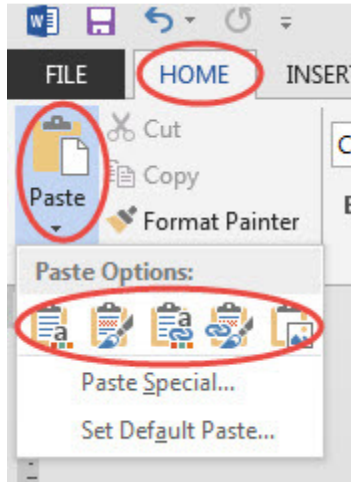 FILE HOME INSERT
Cut
Copy
Paste
Format Painter
Paste Options:
Paste Special...
Set Default Paste...